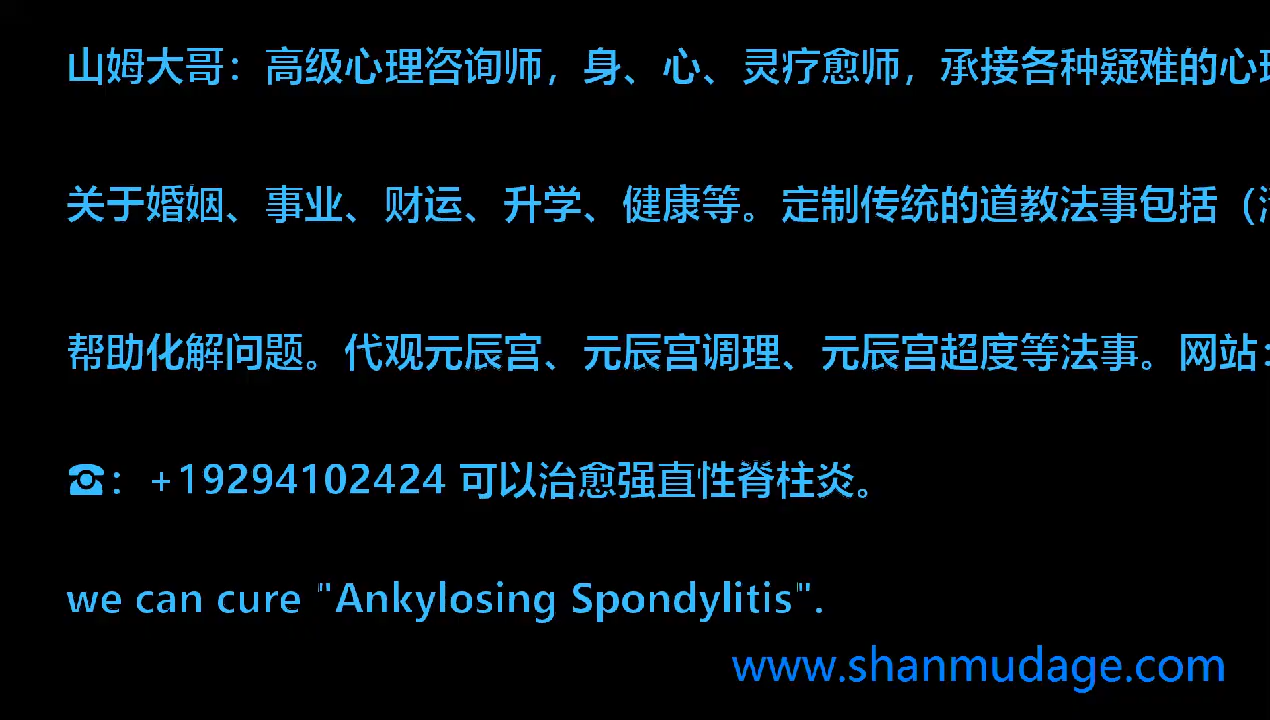 山姆大哥：高级心理咨询师，身、心、灵疗愈师，承接各种疑难的心
关于婚姻、事业、财运、升学、健康等。定制传统的道教法事包括（
帮助化解问题。代观元辰宫、元辰宫调理、元辰宫超度等法事。网站：
☎：+19294102424 可以治愈强直性脊柱炎。
we can cure "Ankylosing Spondylitis".
www.shanmudage.com